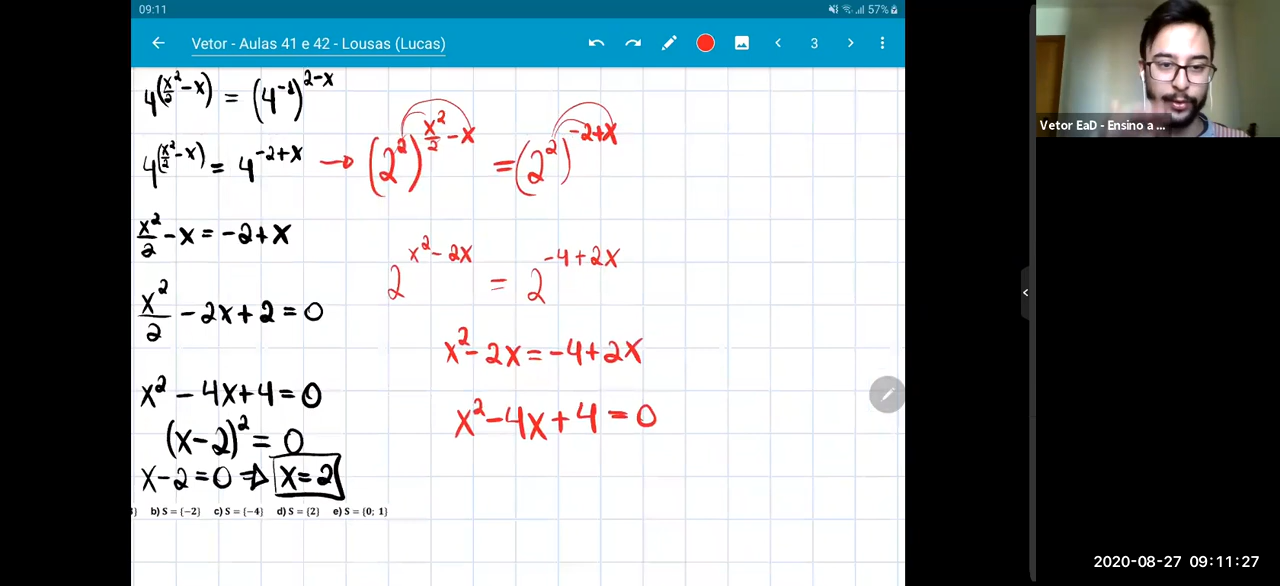 09:11
57%
Vetor - Aulas 41 e 42 - Lousas (Lucas)
3
4^(x²/2 - x) = (4^-1)^2-x
4^(x²/2 - x) = 4^-2+x → (2²)^x²/2 - x = (2²)^-2+x
x²/2 - x = -2+x
2^x² - 2x = 2^-4+2x
x²/2 - 2x + 2 = 0
x² - 2x = -4 + 2x
x² - 4x + 4 = 0
x² - 4x + 4 = 0
(x-2)² = 0
x-2=0 ⇒ x=2
} b) S = {-2} c) S = {-4} d) S = {2} e) S = {0; 1}
Vetor EaD - Ensino a ...
2020-08-27 09:11:27